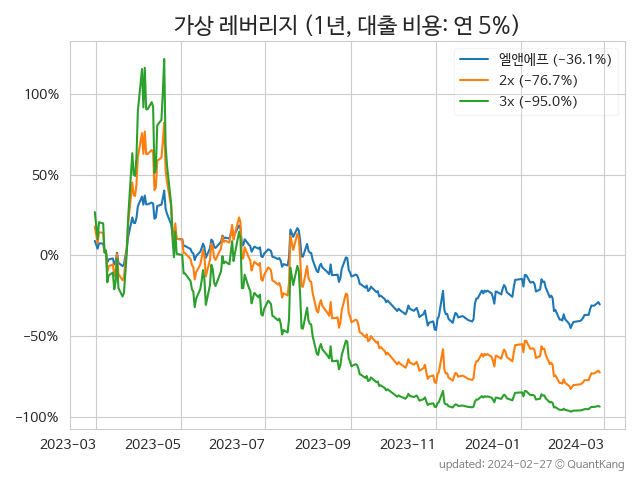 가상 레버리지 (1년, 대출 비용: 연 5%)
엘앤에프 (-36.1%)
2x (-76.7%)
3x (-95.0%)
100%
50%
0%
−50%
−100%
2023-03 2023-05 2023-07 2023-09 2023-11 2024-01 2024-03
updated: 2024-02-27 © QuantKang